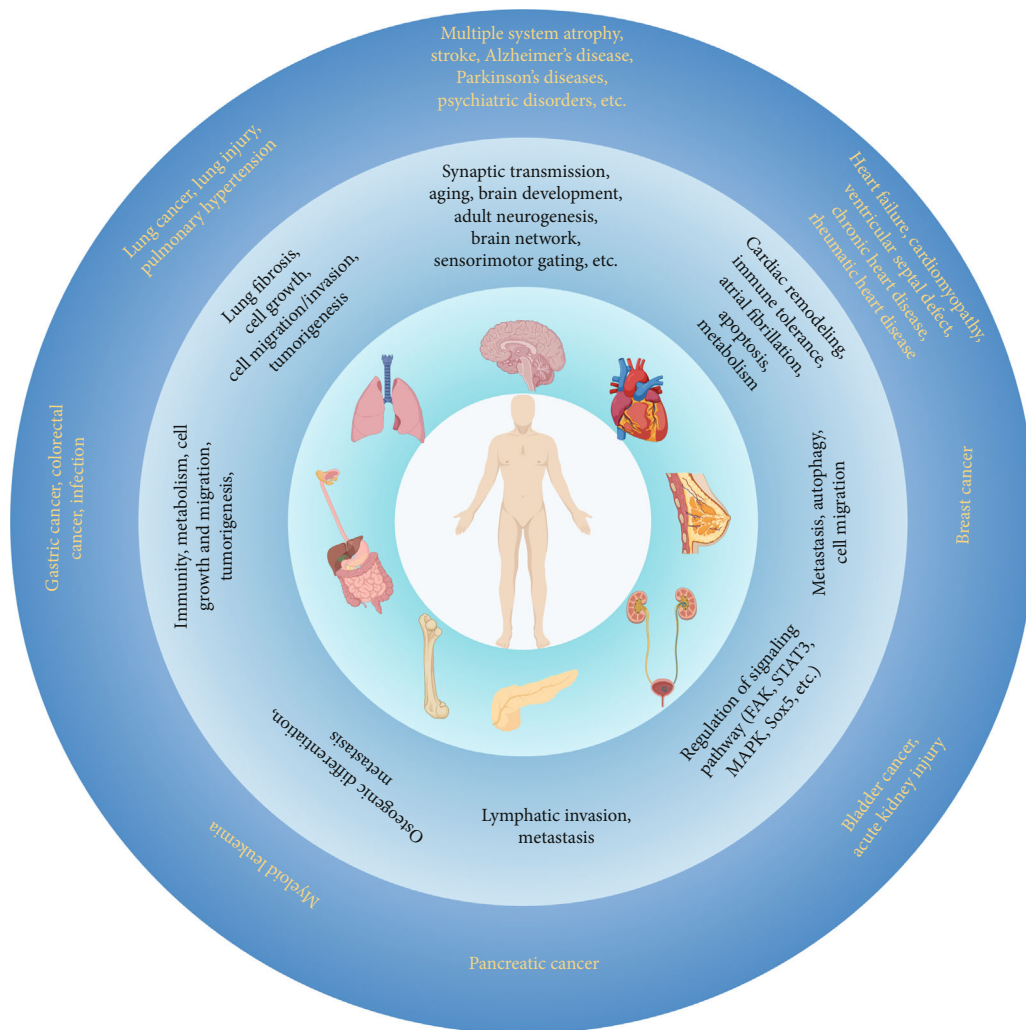 Multiple system atrophy,
stroke, Alzheimer's disease,
Parkinson's diseases,
psychiatric disorders, etc.
Synaptic transmission,
aging, brain development,
adult neurogenesis,
brain network,
sensorimotor gating, etc.
Heart failure, cardiomyopathy,
ventricular septal defect,
chronic heart disease,
rheumatic heart disease
Cardiac remodeling,
immune tolerance,
atrial fibrillation,
apoptosis,
metabolism
Breast cancer
Metastasis, autophagy,
cell migration
Bladder cancer,
acute kidney injury
Regulation of signaling
pathway (FAK, STAT3,
MAPK, Sox5, etc.)
Pancreatic cancer
Lymphatic invasion,
metastasis
Myeloid leukemia
Osteogenic differentiation,
metastasis
Gastric cancer, colorectal
cancer, infection
Immunity, metabolism, cell
growth and migration,
tumorigenesis,
Lung cancer, lung injury,
pulmonary hypertension
Lung fibrosis,
cell growth,
cell migration/invasion,
tumorigenesis